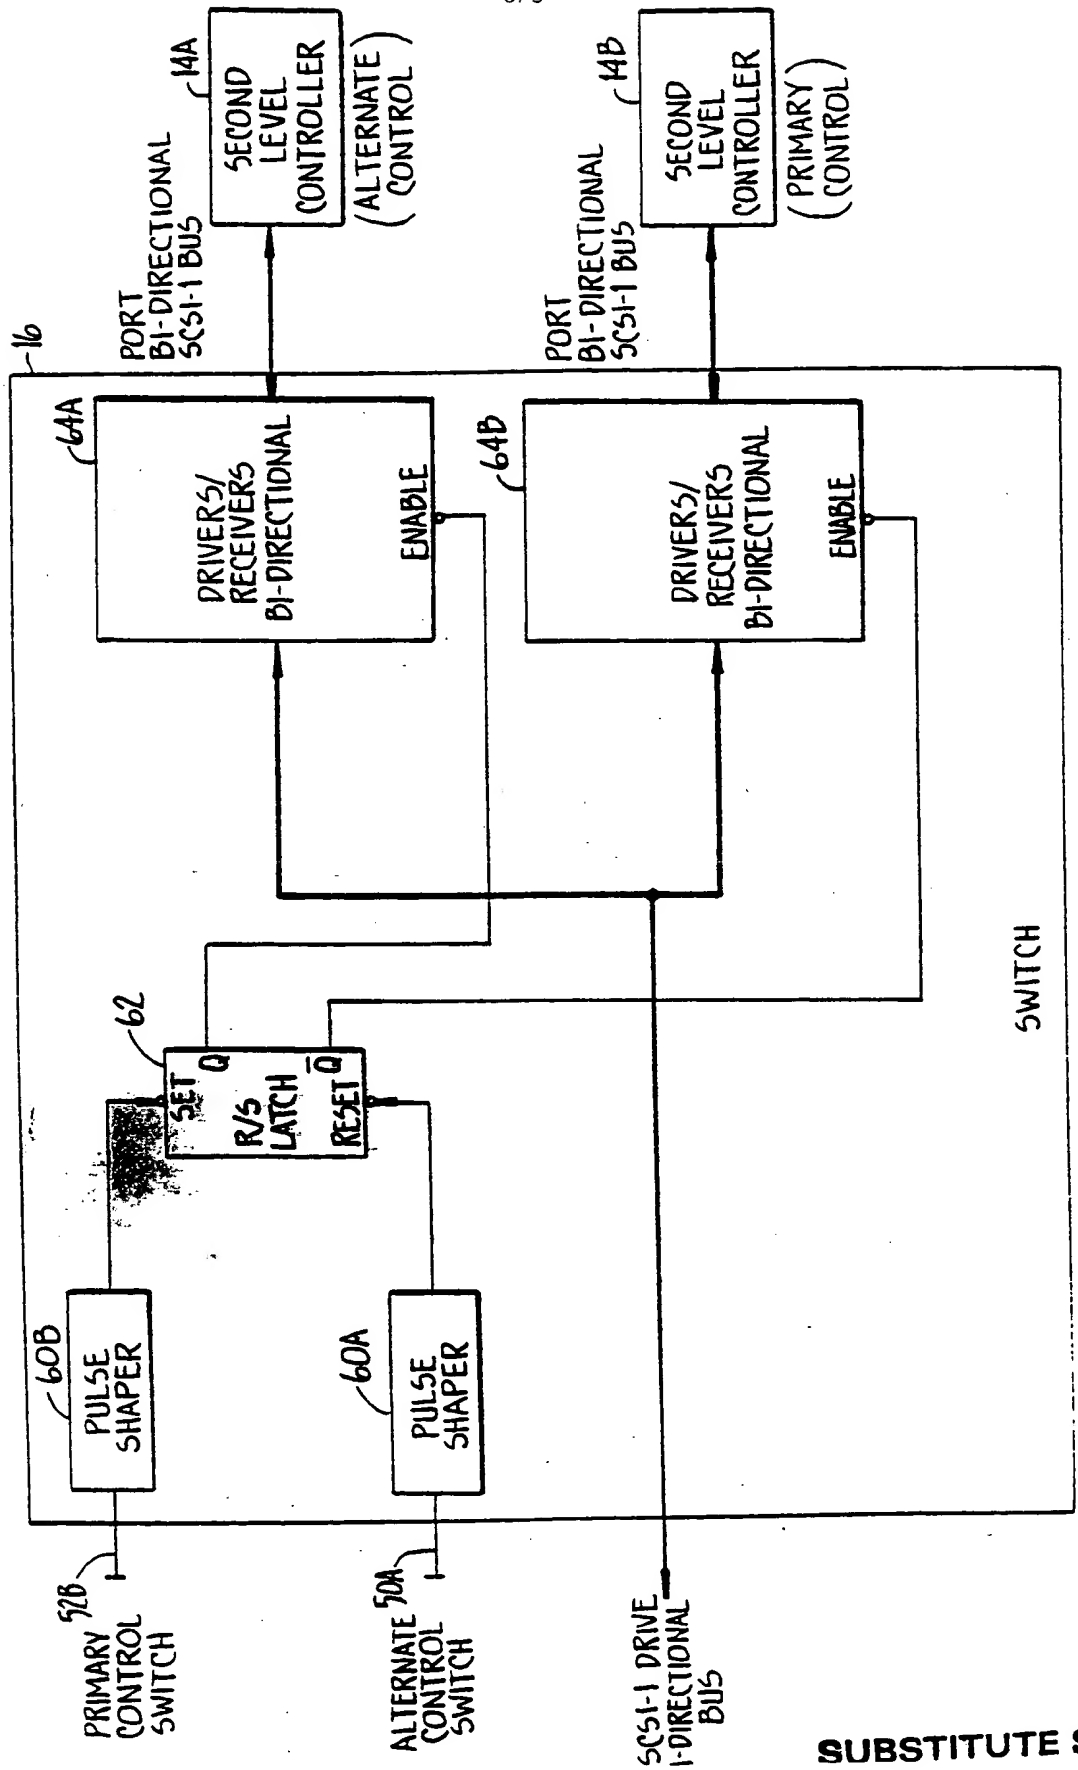 PRIMARY
CONTROL
SWITCH
52B
60B
PULSE
SHAPER
ALTERNATE
CONTROL
SWITCH
50A
60A
PULSE
SHAPER
SCSI-1 DRIVE
I-DIRECTIONAL
BUS
62
SET
Q
R/S
LATCH
RESET
Q̅
64A
DRIVERS/
RECEIVERS
BI-DIRECTIONAL
ENABLE
64B
DRIVERS/
RECEIVERS
BI-DIRECTIONAL
ENABLE
SWITCH
16
PORT
BI-DIRECTIONAL
SCSI-1 BUS
14A
SECOND
LEVEL
CONTROLLER
(ALTERNATE
CONTROL)
PORT
BI-DIRECTIONAL
SCSI-1 BUS
14B
SECOND
LEVEL
CONTROLLER
(PRIMARY
CONTROL)
SUBSTITUTE S